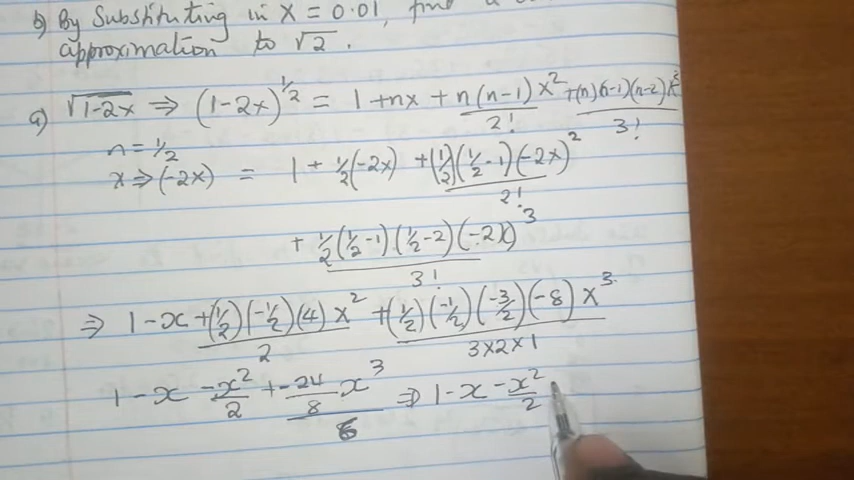 b) By Substituting in x = 0.01, find a
approximation to √2.
a) √(1-2x) ⇒ (1-2x)^(1/2) = 1 + nx + n(n-1)x²/2! + (n)(n-1)(n-2)x³/3!
n = 1/2
x ⇒ (-2x) = 1 + 1/2(-2x) + (1/2)(1/2 -1)(-2x)²/2!
+ 1/2(1/2 -1)(1/2 -2)(-2x)³/3!
⇒ 1 - x + (1/2)(-1/2)(4)x²/2 + (1/2)(-1/2)(-3/2)(-8)x³/3×2×1
1 - x - x²/2 + -24/8 x³/6 ⇒ 1 - x - x²/2